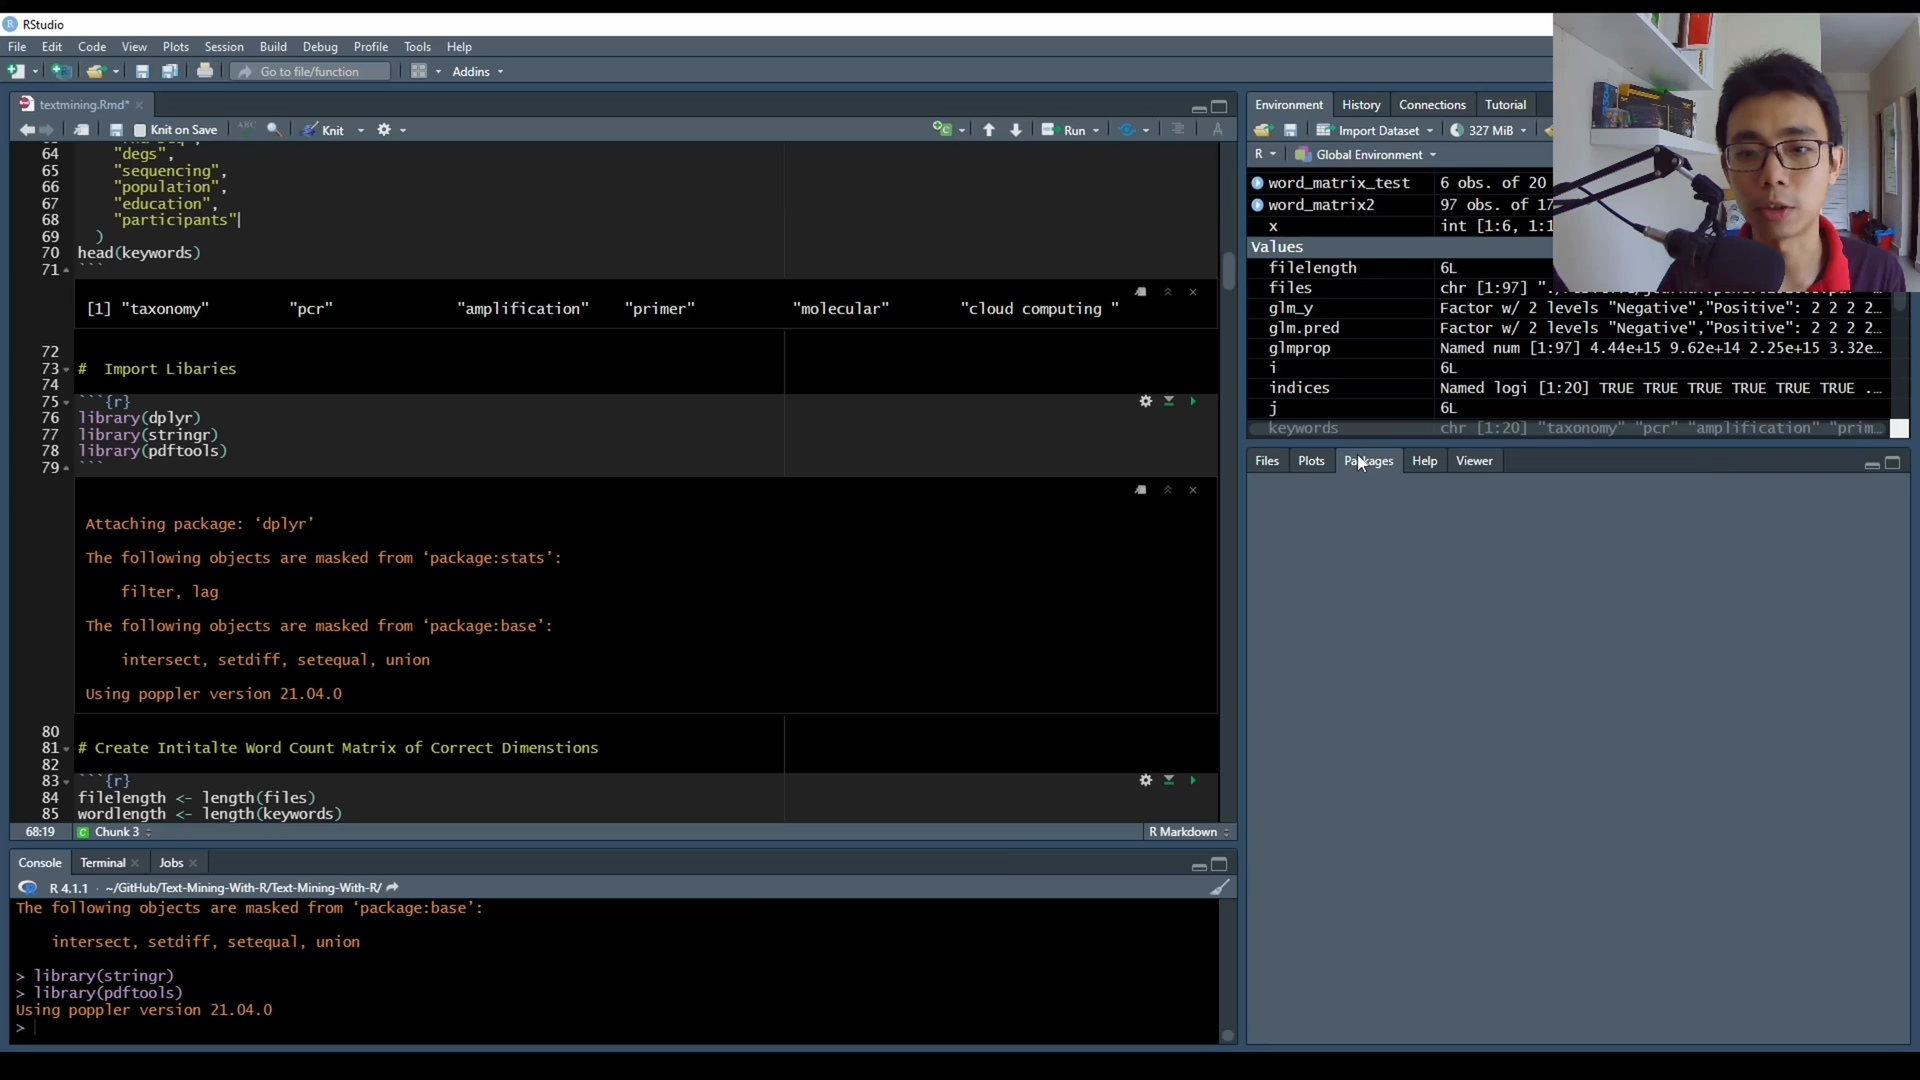 RStudio
File Edit Code View Plots Session Build Debug Profile Tools Help
Go to file/function
Addins
textmining.Rmd*
Knit on Save
ABC
Knit
Run
64 "degs",
65 "sequencing",
66 "population",
67 "education",
68 "participants"
69 )
70 head(keywords)
71 ```
[1] "taxonomy" "pcr" "amplification" "primer" "molecular" "cloud computing "
72
73 # Import Libaries
74
75 ```{r}
76 library(dplyr)
77 library(stringr)
78 library(pdftools)
79 ```
Attaching package: ‘dplyr’
The following objects are masked from ‘package:stats’:
filter, lag
The following objects are masked from ‘package:base’:
intersect, setdiff, setequal, union
Using poppler version 21.04.0
80
81 # Create Intitalte Word Count Matrix of Correct Dimenstions
82
83 ```{r}
84 filelength <- length(files)
85 wordlength <- length(keywords)
68:19 Chunk 3 R Markdown
Console Terminal Jobs
R 4.1.1 · ~/GitHub/Text-Mining-With-R/Text-Mining-With-R/
The following objects are masked from ‘package:base’:
intersect, setdiff, setequal, union
> library(stringr)
> library(pdftools)
Using poppler version 21.04.0
>
Environment History Connections Tutorial
Import Dataset 327 MiB
R Global Environment
word_matrix_test 6 obs. of 20
word_matrix2 97 obs. of 17
x int [1:6, 1:1
Values
filelength 6L
files chr [1:97]
glm_y Factor w/ 2 levels "Negative","Positive": 2 2 2 2…
glm.pred Factor w/ 2 levels "Negative","Positive": 2 2 2 2…
glmprop Named num [1:97] 4.44e+15 9.62e+14 2.25e+15 3.32e…
i 6L
indices Named logi [1:20] TRUE TRUE TRUE TRUE TRUE TRUE ...
j 6L
keywords chr [1:20] "taxonomy" "pcr" "amplification" "prim…
Files Plots Packages Help Viewer